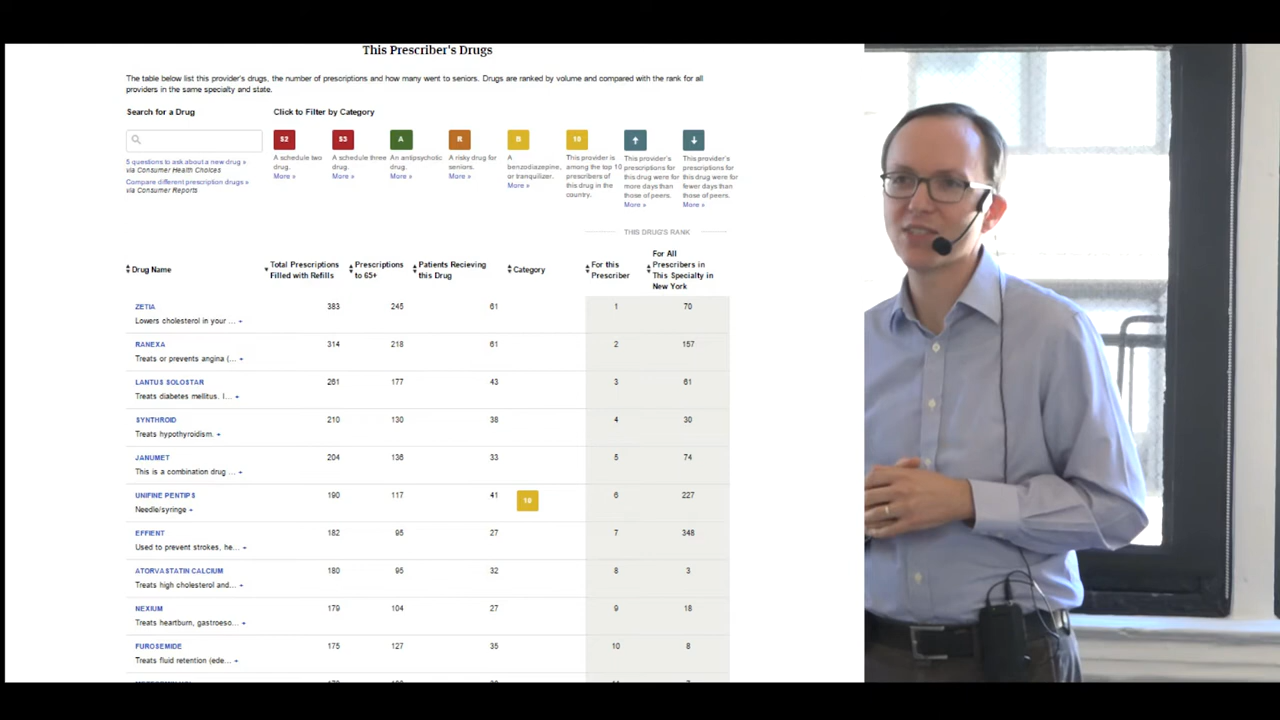 This Prescriber's Drugs
The table below list this provider's drugs, the number of prescriptions and how many went to seniors. Drugs are ranked by volume and compared with the rank for all
providers in the same specialty and state.
Search for a Drug
Click to Filter by Category
S2
S3
A
R
B
10
5 questions to ask about a new drug »
via Consumer Health Choices
Compare different prescription drugs »
via Consumer Reports
A schedule two
drug.
More »
A schedule three
drug.
More »
An antipsychotic
drug.
More »
A risky drug for
seniors.
More »
A
benzodiazepine,
or tranquilizer.
More »
This provider is
among the top 10
prescribers of
this drug in the
country.
This provider's
prescriptions for
this drug were for
more days than
those of peers.
More »
This provider's
prescriptions for
this drug were for
fewer days than
those of peers.
More »
THIS DRUG'S RANK
Drug Name
Total Prescriptions
Filled with Refills
Prescriptions
to 65+
Patients Recieving
this Drug
Category
For this
Prescriber
For All
Prescribers in
This Specialty in
New York
ZETIA 383 245 61 1 70
Lowers cholesterol in your ... +
RANEXA 314 218 61 2 157
Treats or prevents angina (... +
LANTUS SOLOSTAR 261 177 43 3 61
Treats diabetes mellitus. I... +
SYNTHROID 210 130 38 4 30
Treats hypothyroidism. +
JANUMET 204 136 33 5 74
This is a combination drug ... +
UNIFINE PENTIPS 190 117 41 10 6 227
Needle/syringe +
EFFIENT 182 95 27 7 348
Used to prevent strokes, he... +
ATORVASTATIN CALCIUM 180 95 32 8 3
Treats high cholesterol and... +
NEXIUM 179 104 27 9 18
Treats heartburn, gastroeso... +
FUROSEMIDE 175 127 35 10 8
Treats fluid retention (ede... +